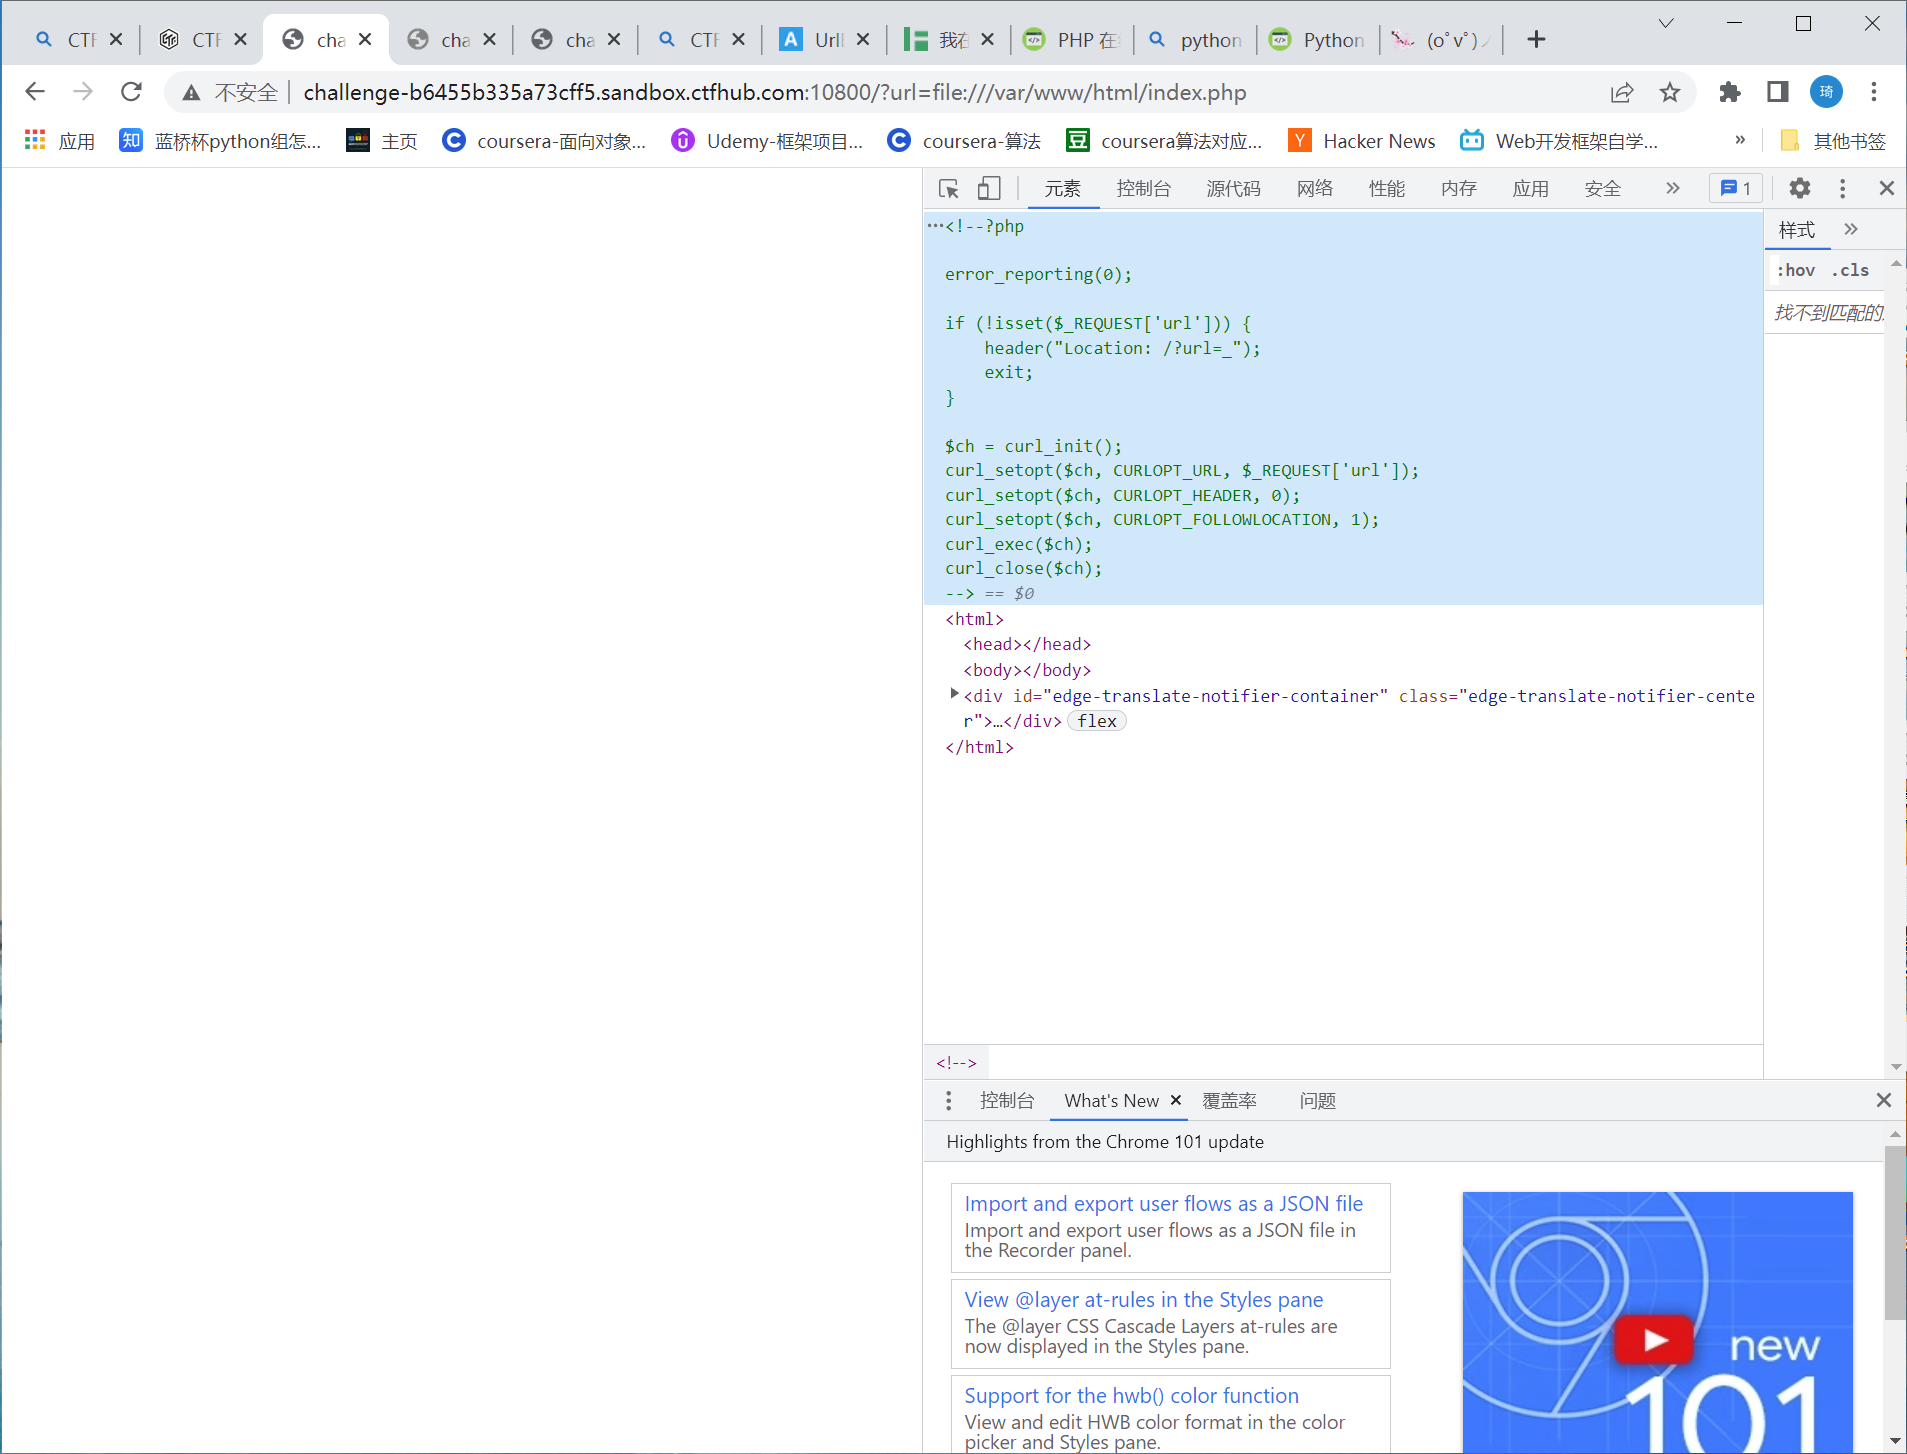 CTF
CTF
cha
cha
cha
CTF
Url
我在
PHP 在
python
Python
(oﾟvﾟ)ノ
不安全
challenge-b6455b335a73cff5.sandbox.ctfhub.com:10800/?url=file:///var/www/html/index.php
琦
应用
知
蓝桥杯python组怎...
主页
coursera-面向对象...
Udemy-框架项目...
coursera-算法
豆
coursera算法对应...
Y
Hacker News
Web开发框架自学...
»
其他书签
元素
控制台
源代码
网络
性能
内存
应用
安全
»
1
样式
»
:hov .cls
找不到匹配的
...<!--?php
error_reporting(0);
if (!isset($_REQUEST['url'])) {
    header("Location: /?url=_");
    exit;
}
$ch = curl_init();
curl_setopt($ch, CURLOPT_URL, $_REQUEST['url']);
curl_setopt($ch, CURLOPT_HEADER, 0);
curl_setopt($ch, CURLOPT_FOLLOWLOCATION, 1);
curl_exec($ch);
curl_close($ch);
--> == $0
<html>
<head></head>
<body></body>
<div id="edge-translate-notifier-container" class="edge-translate-notifier-cente
r">…</div> flex
</html>
<!-->
控制台
What's New
覆盖率
问题
Highlights from the Chrome 101 update
Import and export user flows as a JSON file
Import and export user flows as a JSON file in
the Recorder panel.
View @layer at-rules in the Styles pane
The @layer CSS Cascade Layers at-rules are
now displayed in the Styles pane.
Support for the hwb() color function
View and edit HWB color format in the color
picker and Styles pane.
new
101